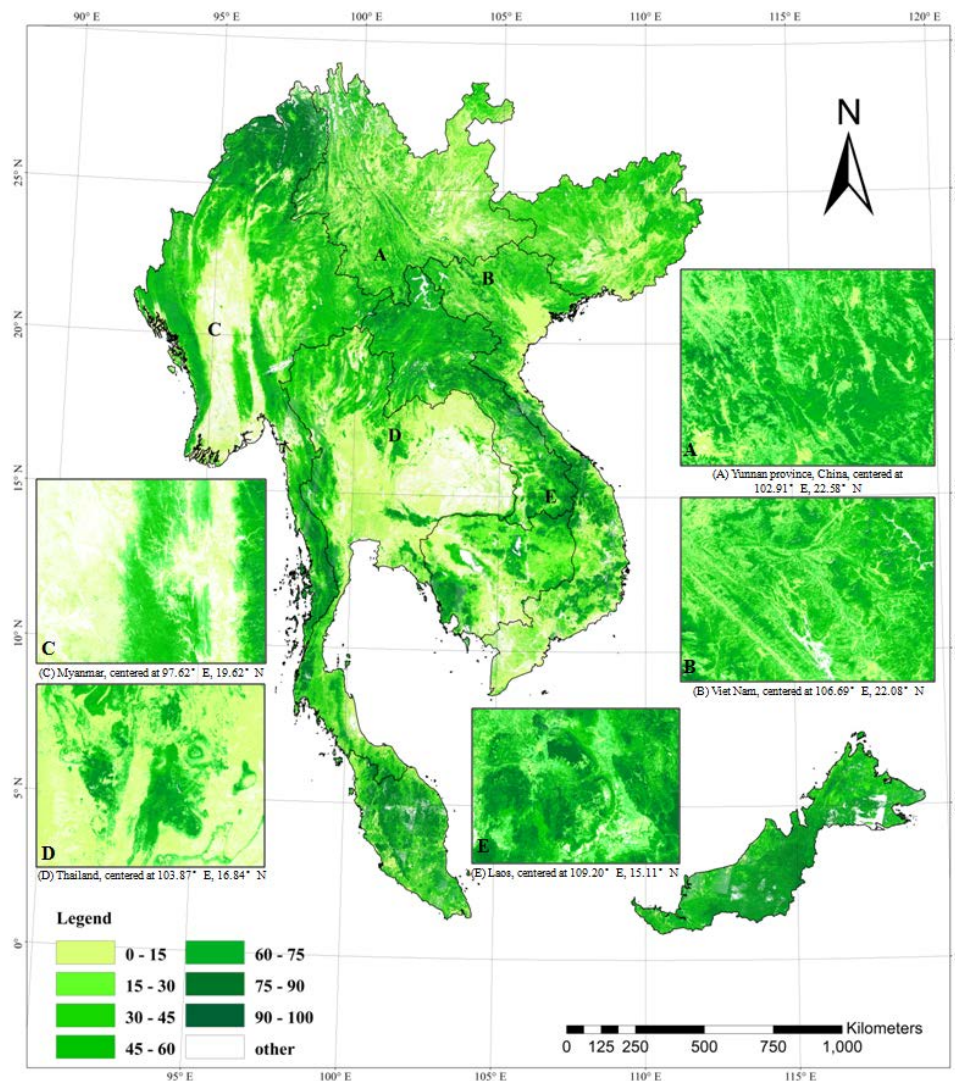 90° E
95° E
100° E
105° E
110° E
115° E
120° E
N
25° N
20° N
15° N
10° N
5° N
0°
A
B
C
D
E
A
(A) Yunnan province, China, centered at
102.91° E, 22.58° N
B
(B) Viet Nam, centered at 106.69° E, 22.08° N
C
(C) Myanmar, centered at 97.62° E, 19.62° N
D
(D) Thailand, centered at 103.87° E, 16.84° N
E
(E) Laos, centered at 109.20° E, 15.11° N
Legend
0 - 15
15 - 30
30 - 45
45 - 60
60 - 75
75 - 90
90 - 100
other
Kilometers
0 125 250 500 750 1,000
95° E
100° E
105° E
110° E
115° E